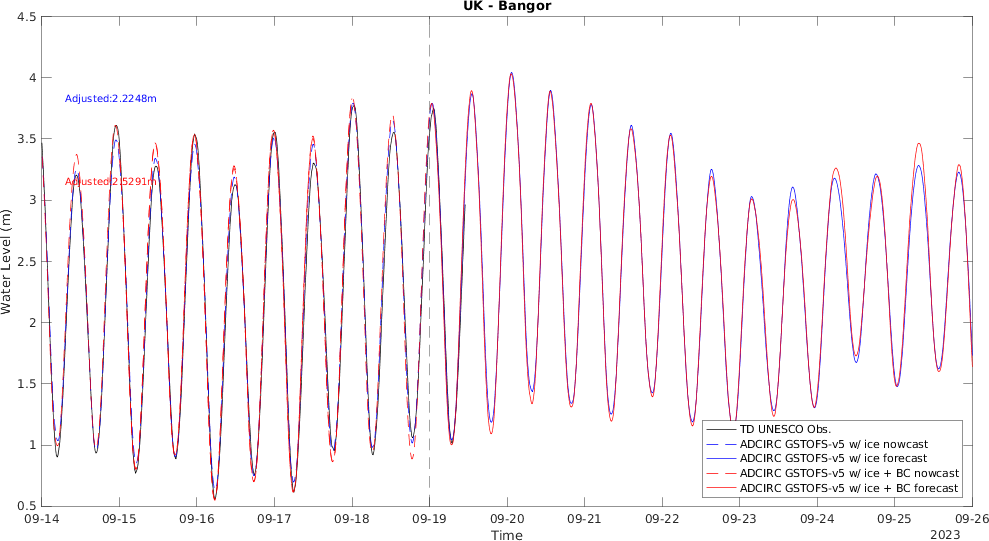 UK - Bangor
4.5
4
3.5
3
2.5
2
1.5
1
0.5
Water Level (m)
Adjusted:2.2248m
Adjusted:2.5291m
TD UNESCO Obs.
ADCIRC GSTOFS-v5 w/ ice nowcast
ADCIRC GSTOFS-v5 w/ ice forecast
ADCIRC GSTOFS-v5 w/ ice + BC nowcast
ADCIRC GSTOFS-v5 w/ ice + BC forecast
09-14 09-15 09-16 09-17 09-18 09-19 09-20 09-21 09-22 09-23 09-24 09-25 09-26
Time
2023